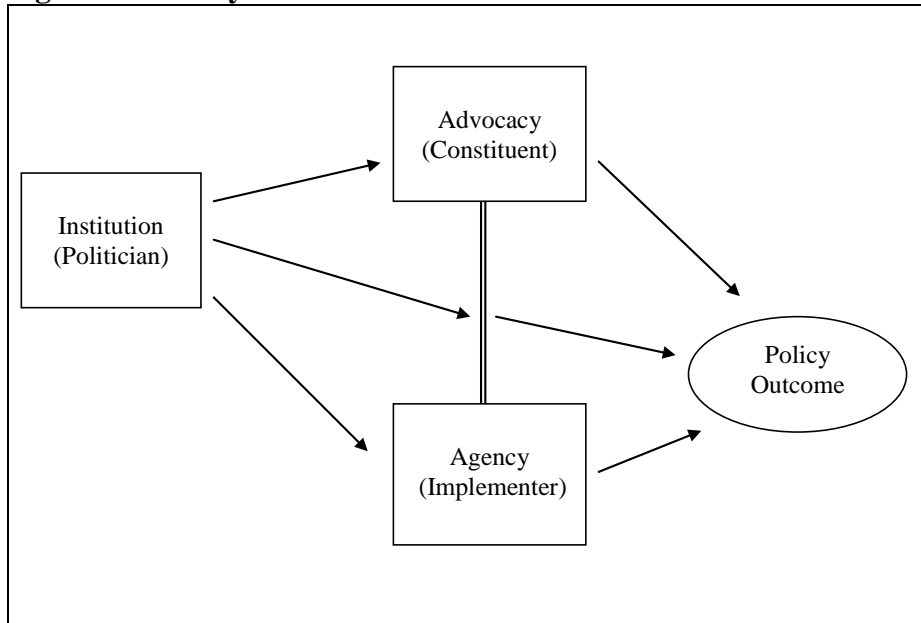 Advocacy
(Constituent)
Institution
(Politician)
Policy
Outcome
Agency
(Implementer)